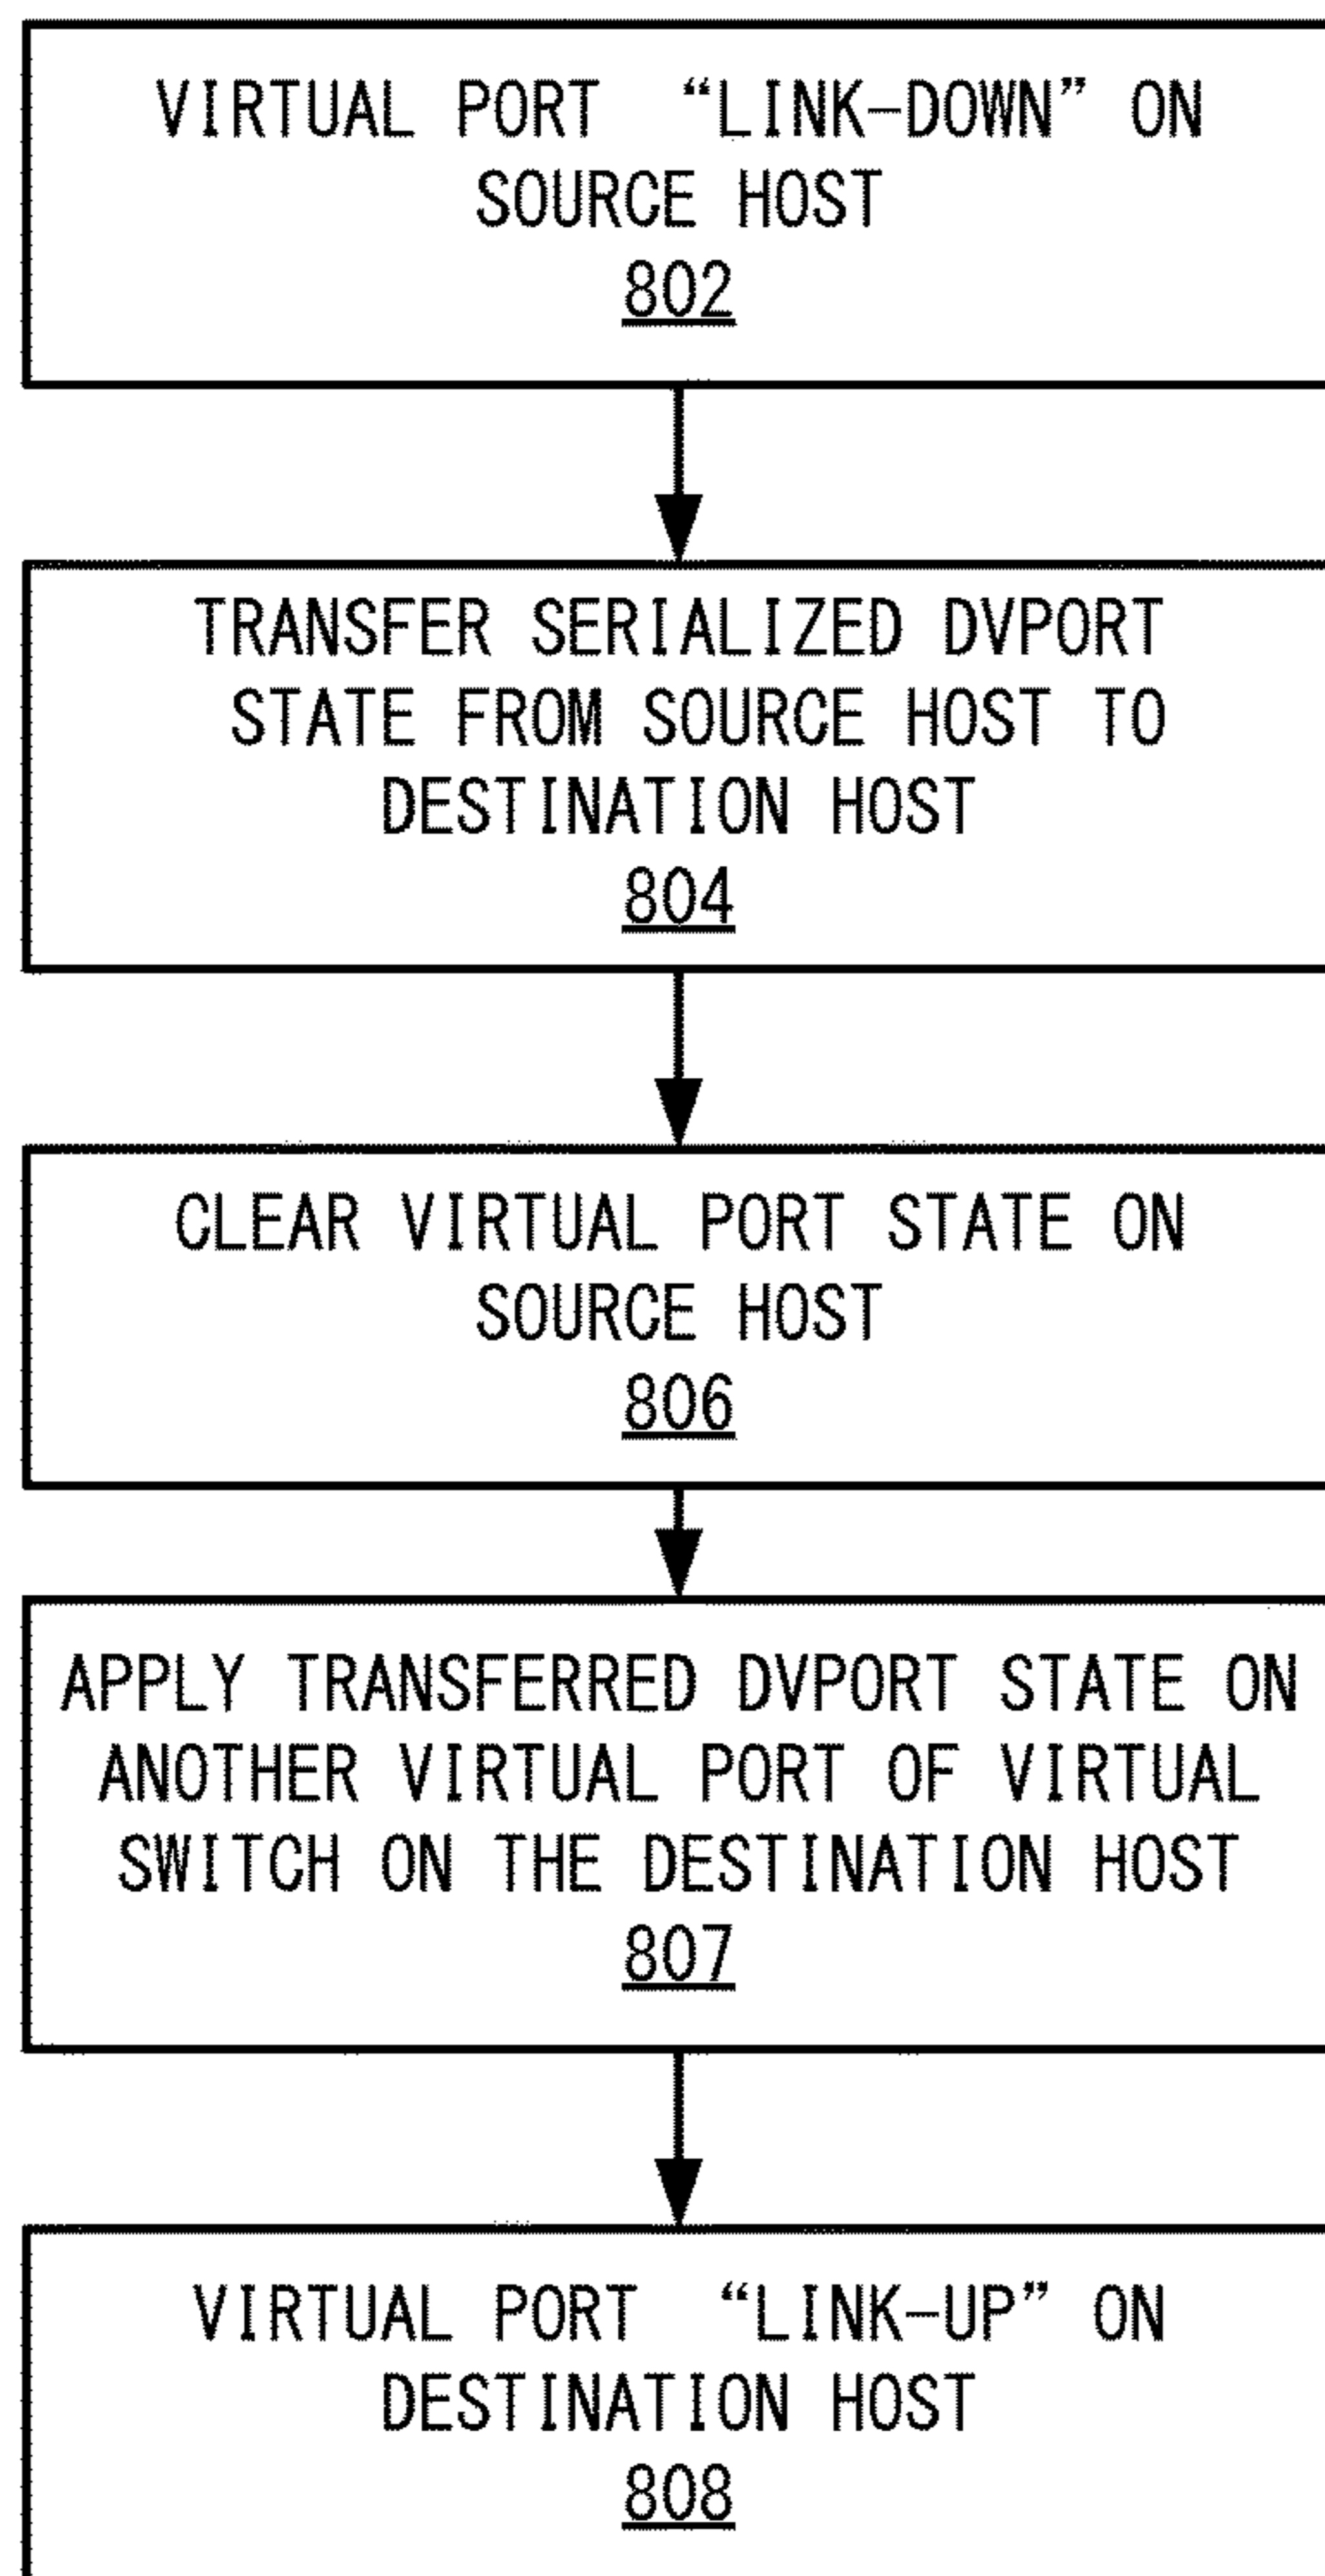 VIRTUAL PORT “LINK-DOWN” ON
SOURCE HOST
802
TRANSFER SERIALIZED DVPORT
STATE FROM SOURCE HOST TO
DESTINATION HOST
804
CLEAR VIRTUAL PORT STATE ON
SOURCE HOST
806
APPLY TRANSFERRED DVPORT STATE ON
ANOTHER VIRTUAL PORT OF VIRTUAL
SWITCH ON THE DESTINATION HOST
807
VIRTUAL PORT “LINK-UP” ON
DESTINATION HOST
808